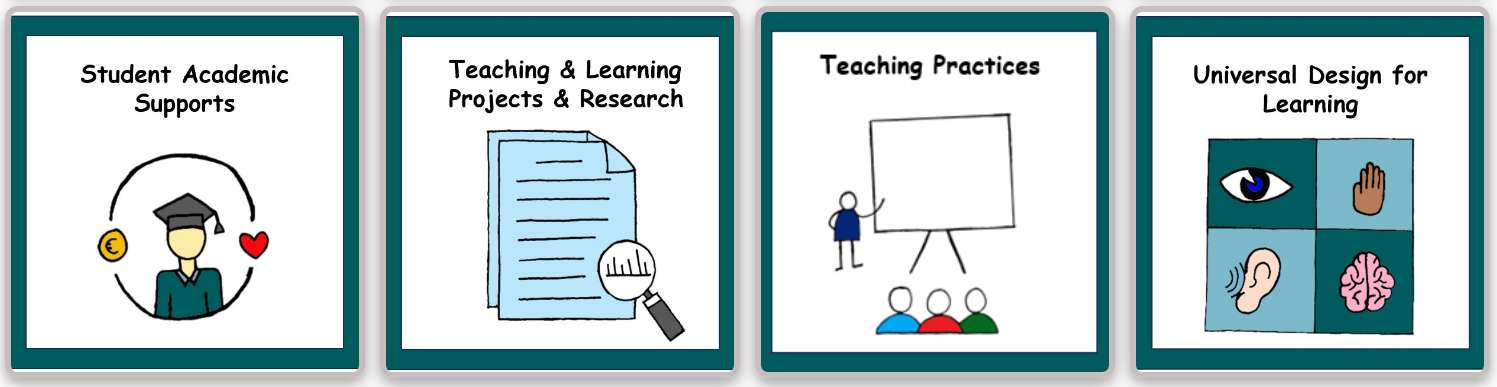 Student Academic
Supports
€
Teaching & Learning
Projects & Research
Teaching Practices
Universal Design for
Learning